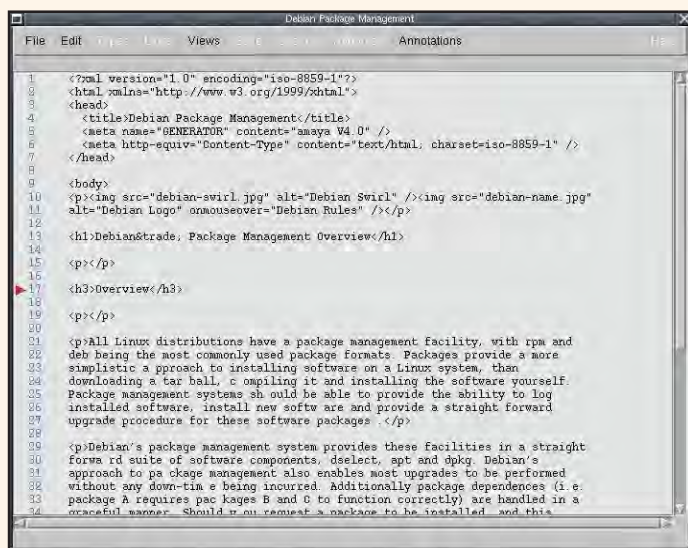 Debian Package Management
File Edit Views Annotations
1 <?xml version="1.0" encoding="iso-8859-1"?>
2 <html xmlns="http://www.w3.org/1999/xhtml">
3 <head>
4 <title>Debian Package Management</title>
5 <meta name="GENERATOR" content="amaya V4.0" />
6 <meta http-equiv="Content-Type" content="text/html; charset=iso-8859-1" />
7 </head>
8
9 <body>
10 <p><img src="debian-swirl.jpg" alt="Debian Swirl" /><img src="debian-name.jpg"
11 alt="Debian Logo" onmouseover="Debian Rules" /></p>
12
13 <h1>Debian&trade; Package Management Overview</h1>
14
15 <p></p>
16
17 <h3>Overview</h3>
18
19 <p></p>
20
21 <p>All Linux distributions have a package management facility, with rpm and
22 deb being the most commonly used package formats. Packages provide a more
23 simplistic a pproach to installing software on a Linux system, than
24 downloading a tar ball, c ompiling it and installing the software yourself.
25 Package management systems sh ould be able to provide the ability to log
26 installed software, install new softw are and provide a straight forward
27 upgrade procedure for these software packages .</p>
28
29 <p>Debian's package management system provides these facilities in a straight
30 forwa rd suite of software components, dselect, apt and dpkg. Debian's
31 approach to pa ckage management also enables most upgrades to be performed
32 without any down-tim e being incurred. Additionally package dependences (i.e.
33 package A requires pac kages B and C to function correctly) are handled in a
34 graceful manner. Should y ou request a package to be installed, and this